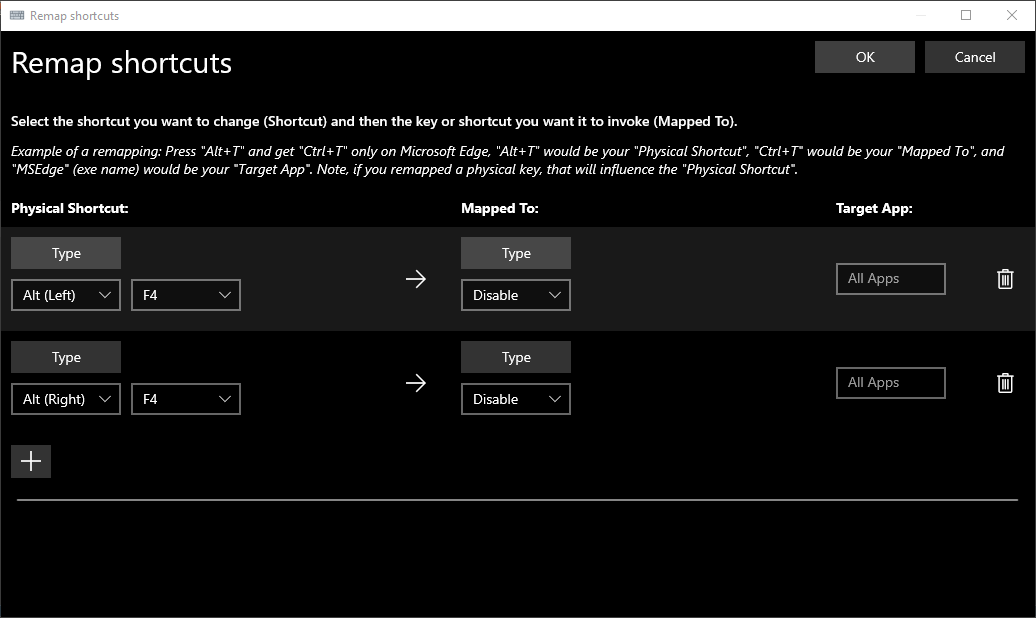 Remap shortcuts
Remap shortcuts
OK
Cancel
Select the shortcut you want to change (Shortcut) and then the key or shortcut you want it to invoke (Mapped To).
Example of a remapping: Press "Alt+T" and get "Ctrl+T" only on Microsoft Edge, "Alt+T" would be your "Physical Shortcut", "Ctrl+T" would be your "Mapped To", and
"MSEdge" (exe name) would be your "Target App". Note, if you remapped a physical key, that will influence the "Physical Shortcut".
Physical Shortcut:
Mapped To:
Target App:
Type
Type
Alt (Left)
F4
Disable
All Apps
Type
Type
Alt (Right)
F4
Disable
All Apps